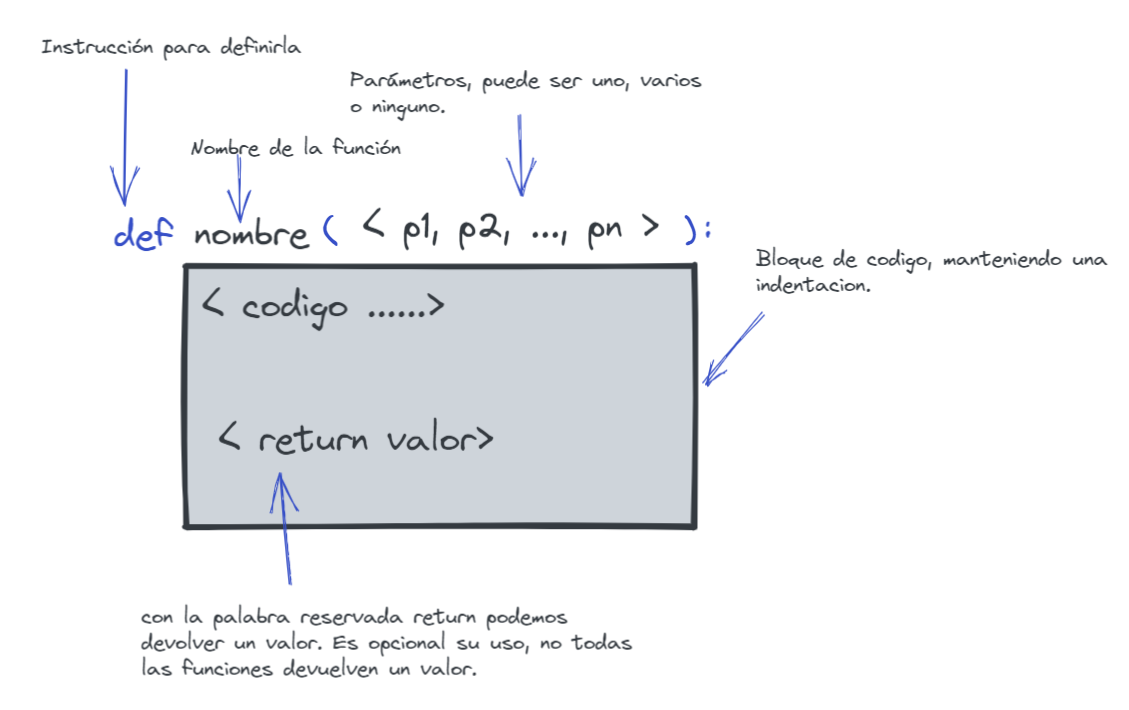 Instrucción para definirla
Parámetros, puede ser uno, varios
o ninguno.
Nombre de la función
def nombre ( < p1, p2, ..., pn > ):
Bloque de codigo, manteniendo una
indentacion.
< codigo ......>
< return valor>
con la palabra reservada return podemos
devolver un valor. Es opcional su uso, no todas
las funciones devuelven un valor.